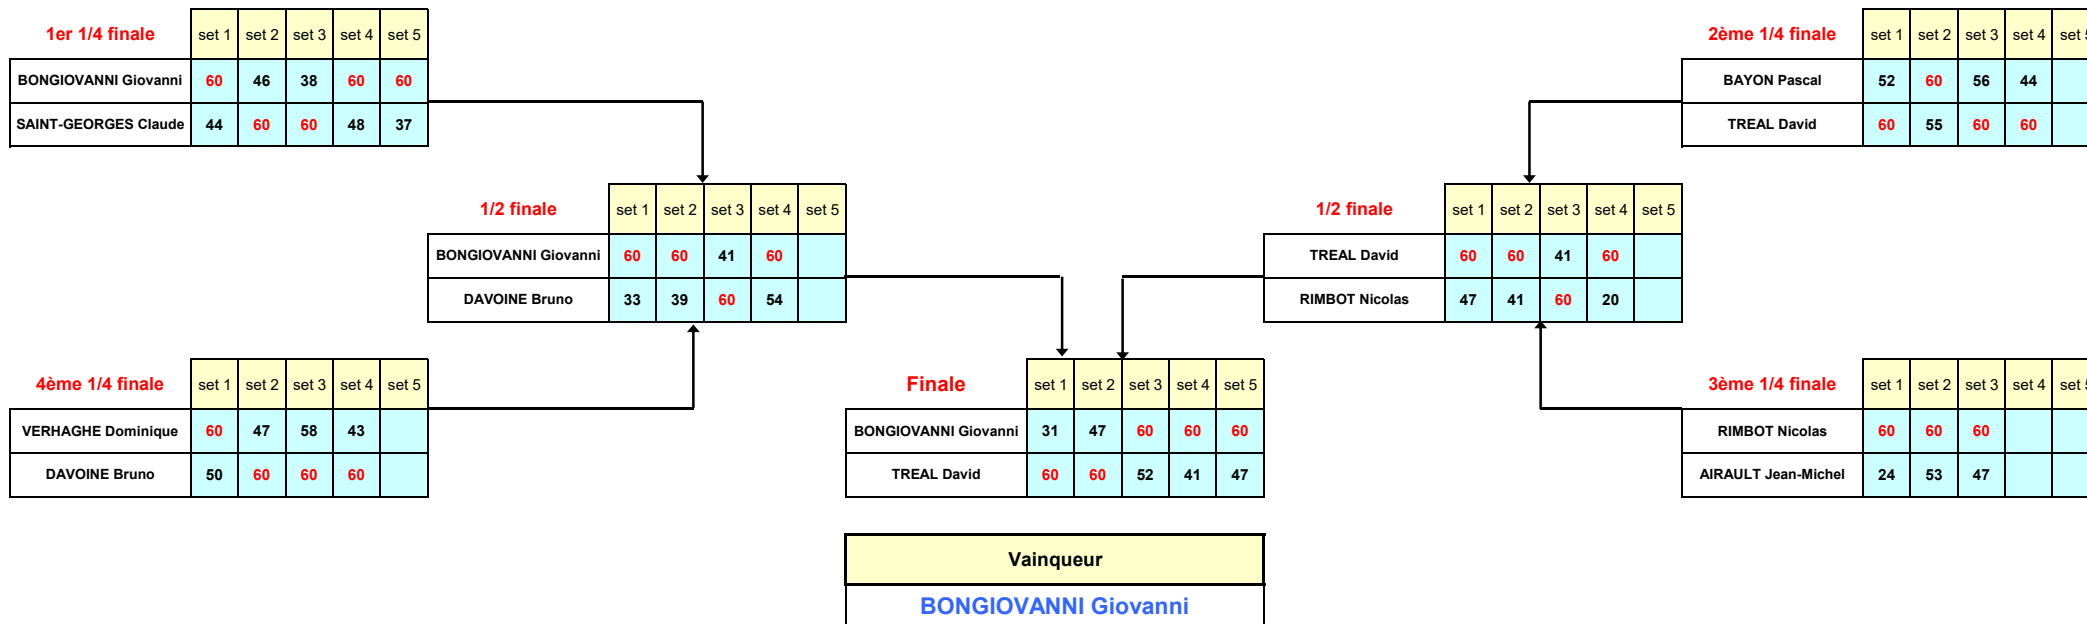 1er 1/4 finale set 1 set 2 set 3 set 4 set 5
BONGIOVANNI Giovanni 60 46 38 60 60
SAINT-GEORGES Claude 44 60 60 48 37
2ème 1/4 finale set 1 set 2 set 3 set 4 set 5
BAYON Pascal 52 60 56 44
TREAL David 60 55 60 60
1/2 finale set 1 set 2 set 3 set 4 set 5
BONGIOVANNI Giovanni 60 60 41 60
DAVOINE Bruno 33 39 60 54
1/2 finale set 1 set 2 set 3 set 4 set 5
TREAL David 60 60 41 60
RIMBOT Nicolas 47 41 60 20
4ème 1/4 finale set 1 set 2 set 3 set 4 set 5
VERHAGHE Dominique 60 47 58 43
DAVOINE Bruno 50 60 60 60
Finale set 1 set 2 set 3 set 4 set 5
BONGIOVANNI Giovanni 31 47 60 60 60
TREAL David 60 60 52 41 47
3ème 1/4 finale set 1 set 2 set 3 set 4 set 5
RIMBOT Nicolas 60 60 60
AIRAULT Jean-Michel 24 53 47
Vainqueur
BONGIOVANNI Giovanni